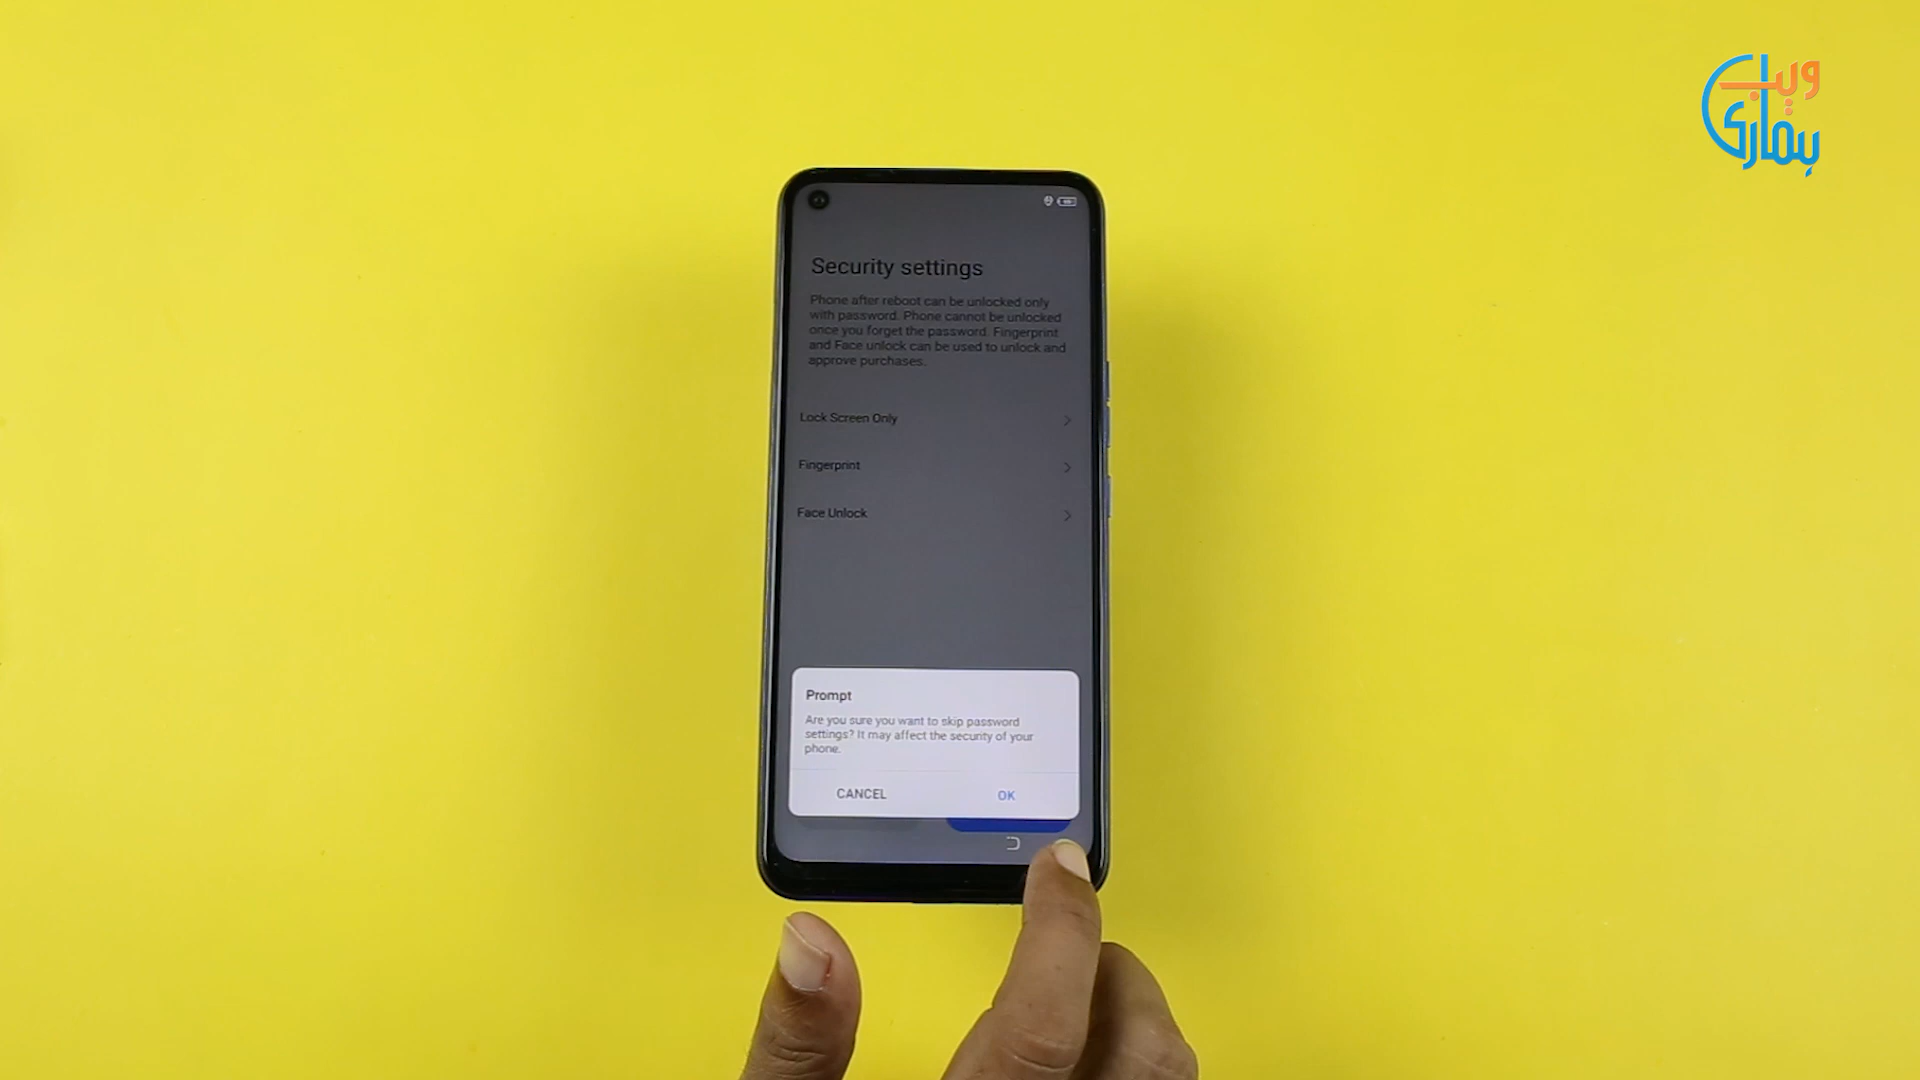 ویب
بیماری
Security settings
Phone after reboot can be unlocked only
with password. Phone cannot be unlocked
once you forget the password. Fingerprint
and Face unlock can be used to unlock and
approve purchases.
Lock Screen Only
Fingerprint
Face Unlock
Prompt
Are you sure you want to skip password
settings? It may affect the security of your
phone.
CANCEL OK